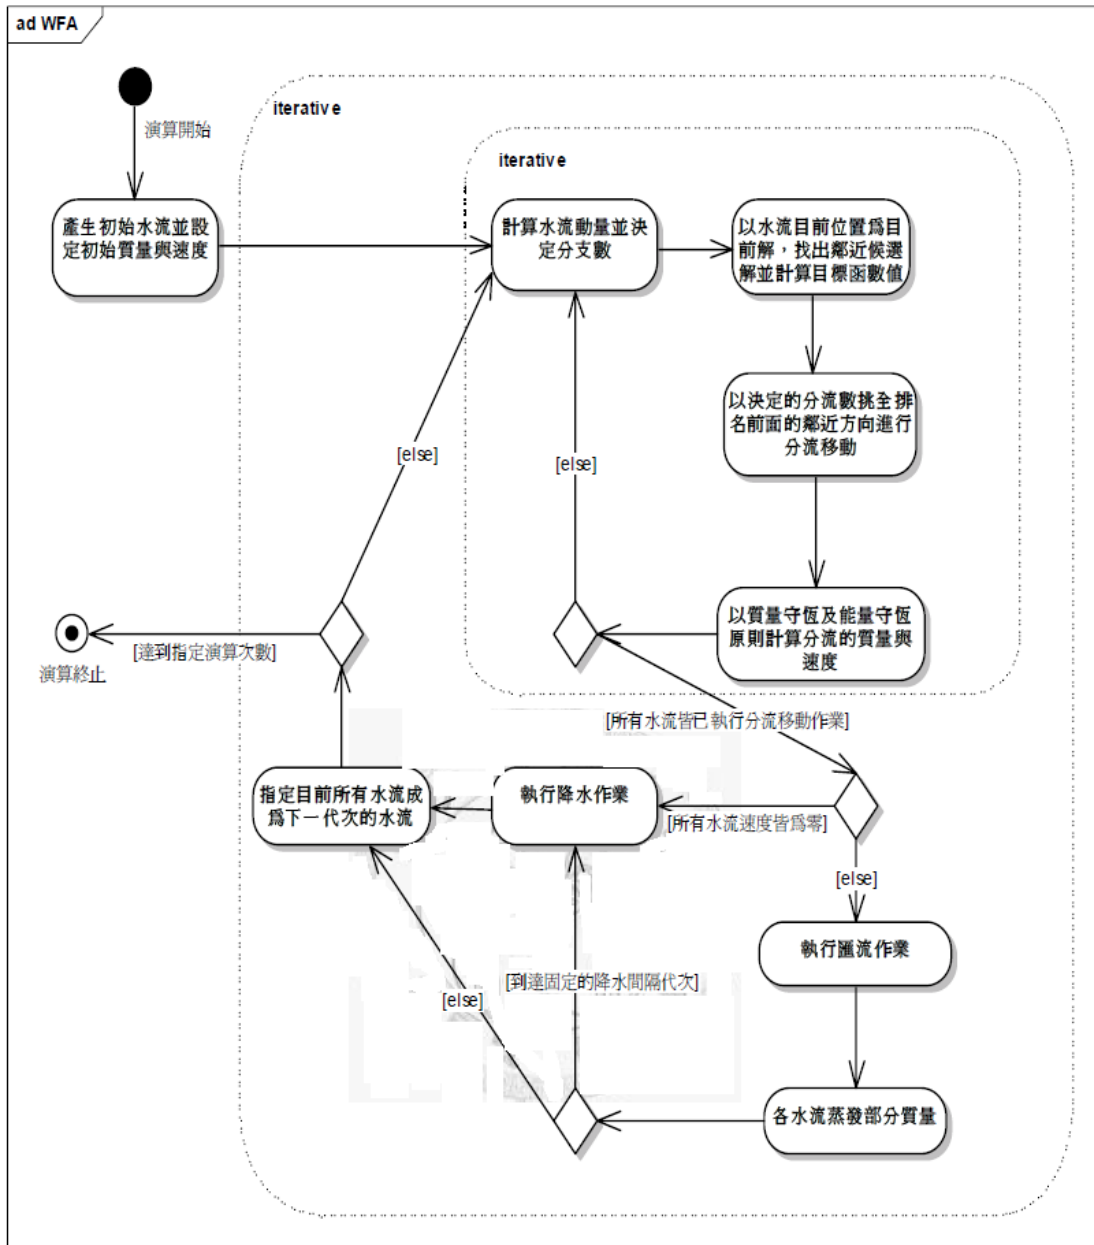 ad WFA
iterative
演算開始
iterative
產生初始水流並設
定初始質量與速度
計算水流動量並決
定分支數
以水流目前位置為目
前解，找出鄰近候選
解並計算目標函數值
以決定的分流數挑全排
名前面的鄰近方向進行
分流移動
[else]
[else]
以質量守恆及能量守恆
原則計算分流的質量與
速度
[達到指定演算次數]
演算終止
[所有水流皆已執行分流移動作業]
指定目前所有水流成
為下一代次的水流
執行降水作業
[所有水流速度皆為零]
[else]
執行匯流作業
[到達固定的降水間隔代次]
[else]
各水流蒸發部分質量